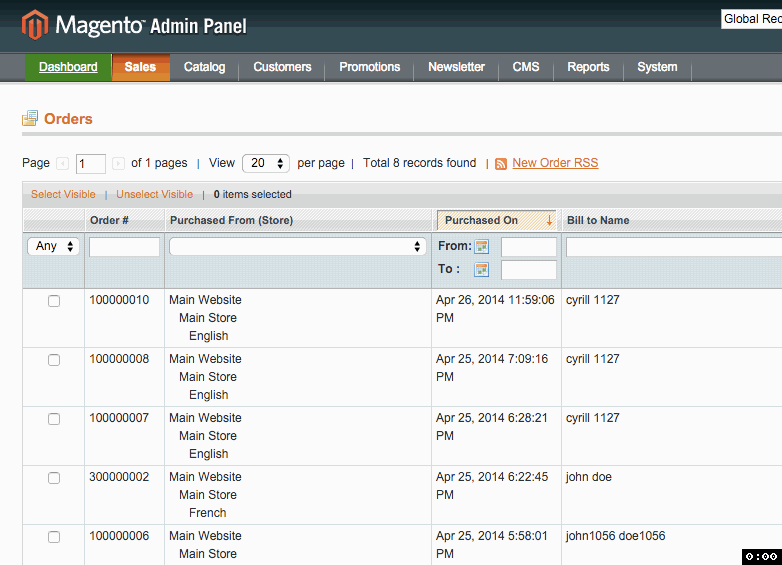 Magento™ Admin Panel
Global Rec
Dashboard Sales Catalog Customers Promotions Newsletter CMS Reports System
Orders
Page 1 of 1 pages | View 20 per page | Total 8 records found | New Order RSS
Select Visible | Unselect Visible | 0 items selected
Order # Purchased From (Store) Purchased On Bill to Name
Any From:
To :
100000010 Main Website Apr 26, 2014 11:59:06 cyrill 1127
Main Store PM
English
100000008 Main Website Apr 25, 2014 7:09:16 cyrill 1127
Main Store PM
English
100000007 Main Website Apr 25, 2014 6:28:21 cyrill 1127
Main Store PM
English
300000002 Main Website Apr 25, 2014 6:22:45 john doe
Main Store PM
French
100000006 Main Website Apr 25, 2014 5:58:01 john1056 doe1056
Main Store PM
0:00